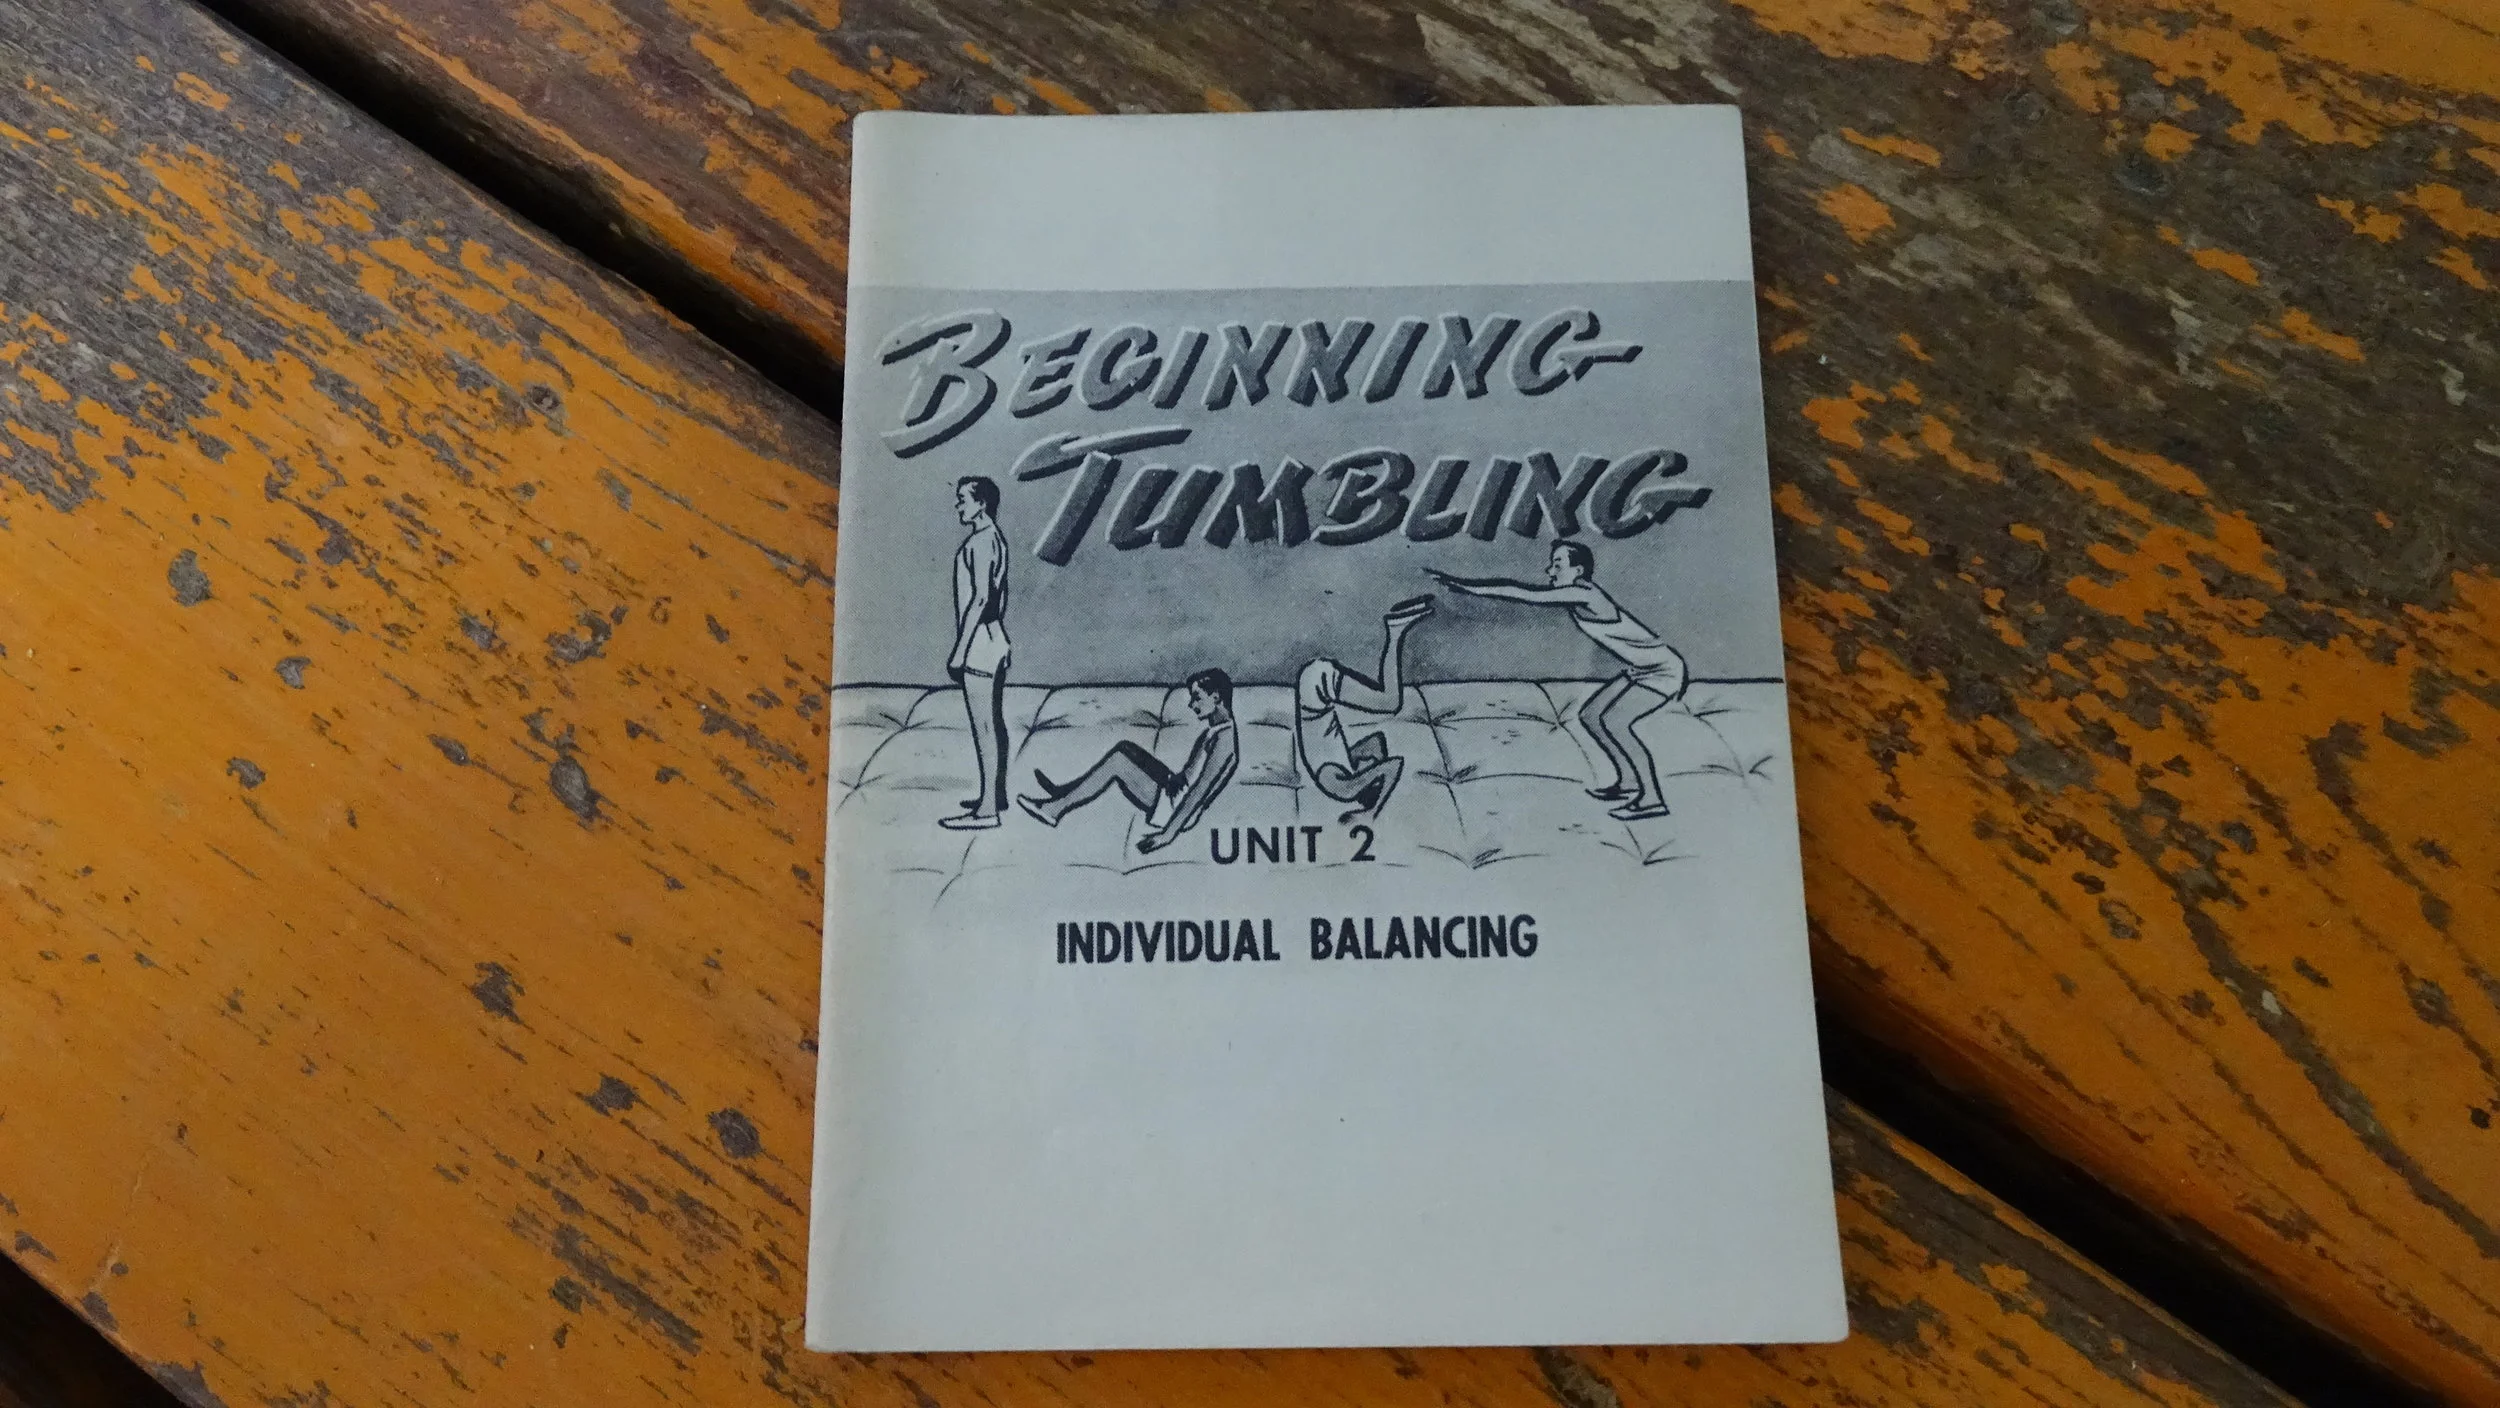 BEGINNING
TUMBLING
UNIT 2
INDIVIDUAL BALANCING